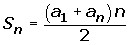 Sₙ = (a₁ + aₙ)n / 2